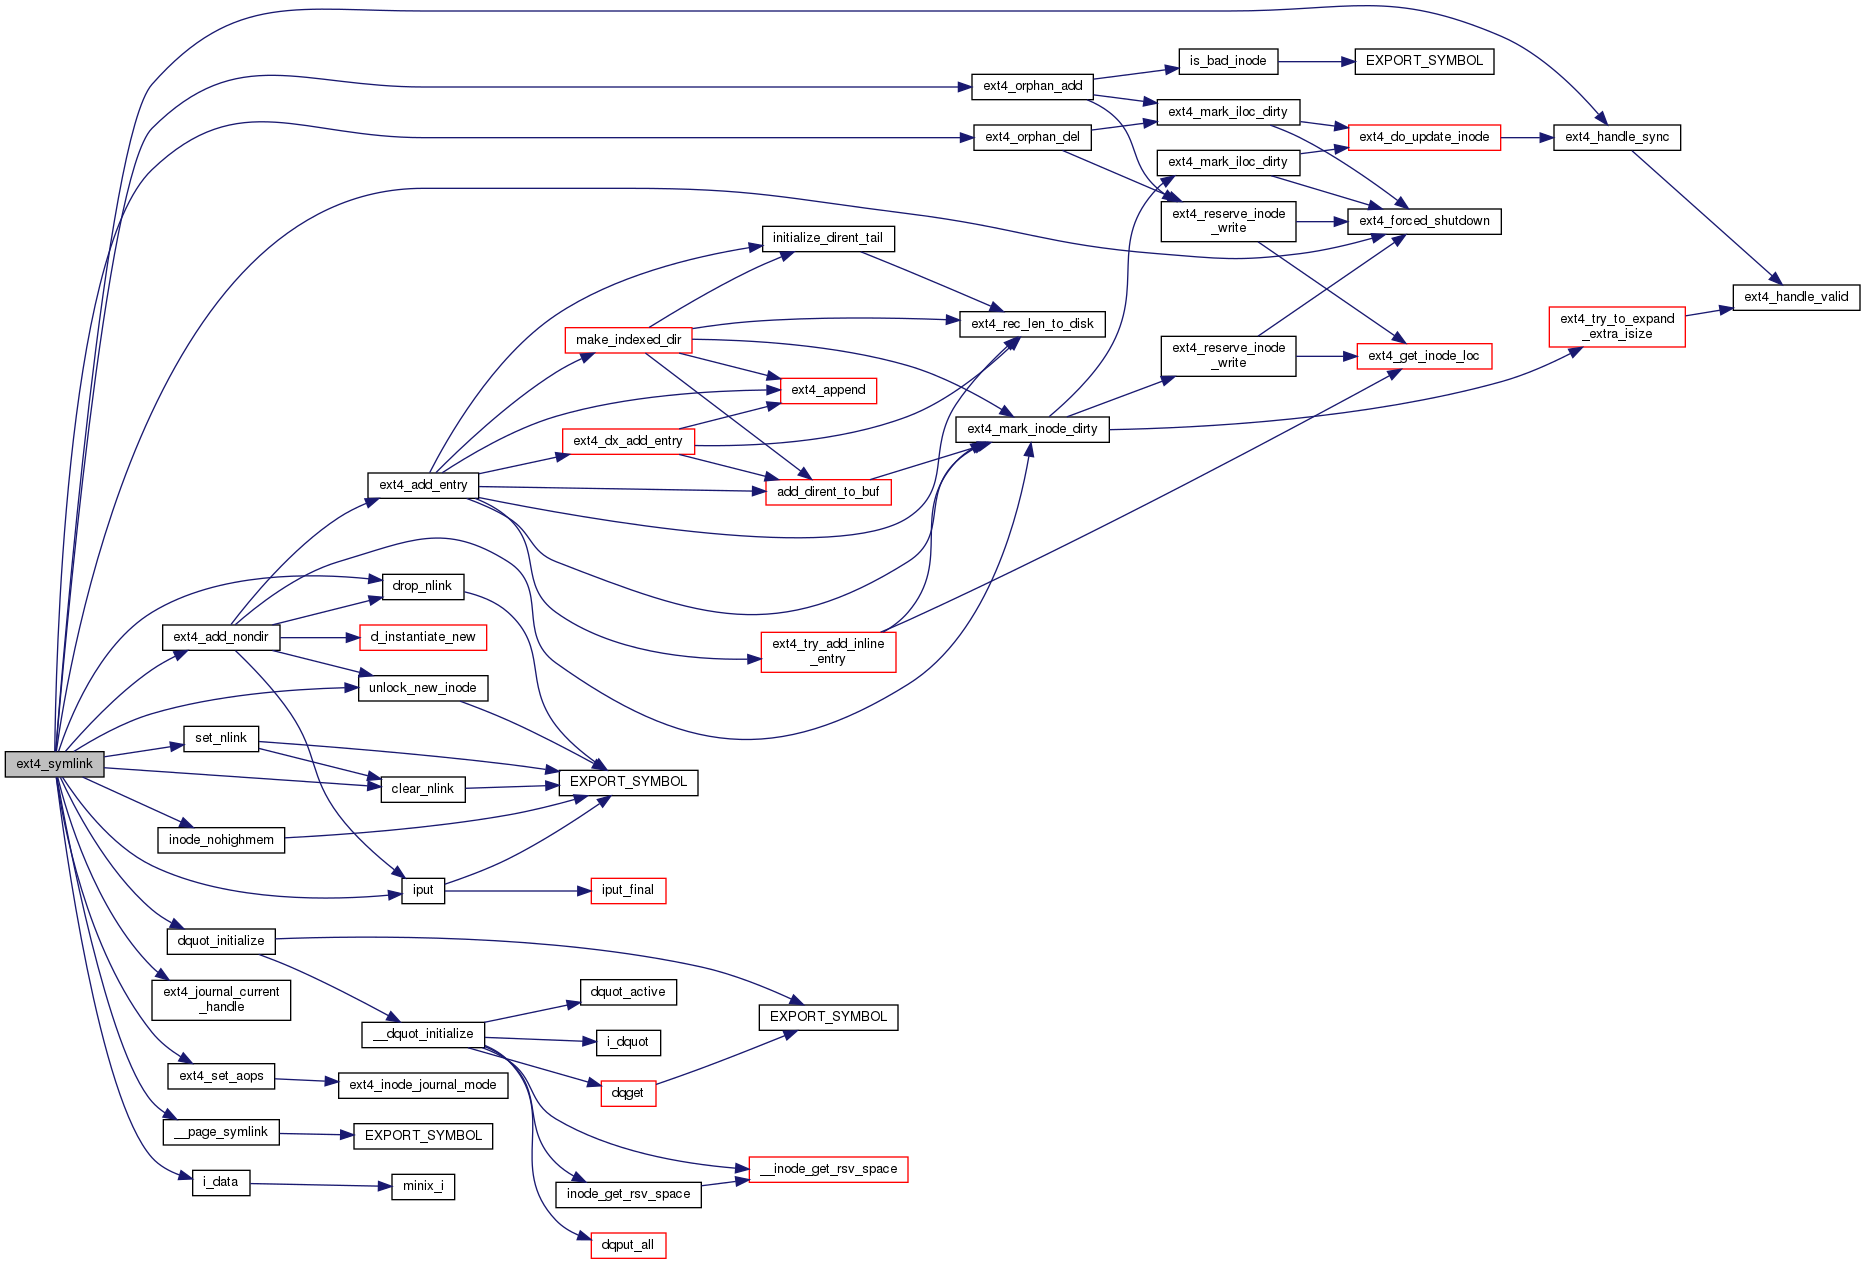 is_bad_inode
EXPORT_SYMBOL
ext4_orphan_add
ext4_mark_iloc_dirty
ext4_orphan_del
ext4_do_update_inode
ext4_handle_sync
ext4_mark_iloc_dirty
ext4_reserve_inode
_write
ext4_forced_shutdown
initialize_dirent_tail
ext4_handle_valid
ext4_rec_len_to_disk
ext4_try_to_expand
_extra_isize
make_indexed_dir
ext4_reserve_inode
_write
ext4_get_inode_loc
ext4_append
ext4_mark_inode_dirty
ext4_dx_add_entry
ext4_add_entry
add_dirent_to_buf
drop_nlink
ext4_add_nondir
d_instantiate_new
ext4_try_add_inline
_entry
unlock_new_inode
set_nlink
ext4_symlink
clear_nlink
EXPORT_SYMBOL
inode_nohighmem
iput
iput_final
dquot_initialize
ext4_journal_current
_handle
dquot_active
EXPORT_SYMBOL
__dquot_initialize
i_dquot
ext4_set_aops
ext4_inode_journal_mode
dqget
__page_symlink
EXPORT_SYMBOL
__inode_get_rsv_space
i_data
minix_i
inode_get_rsv_space
dqput_all